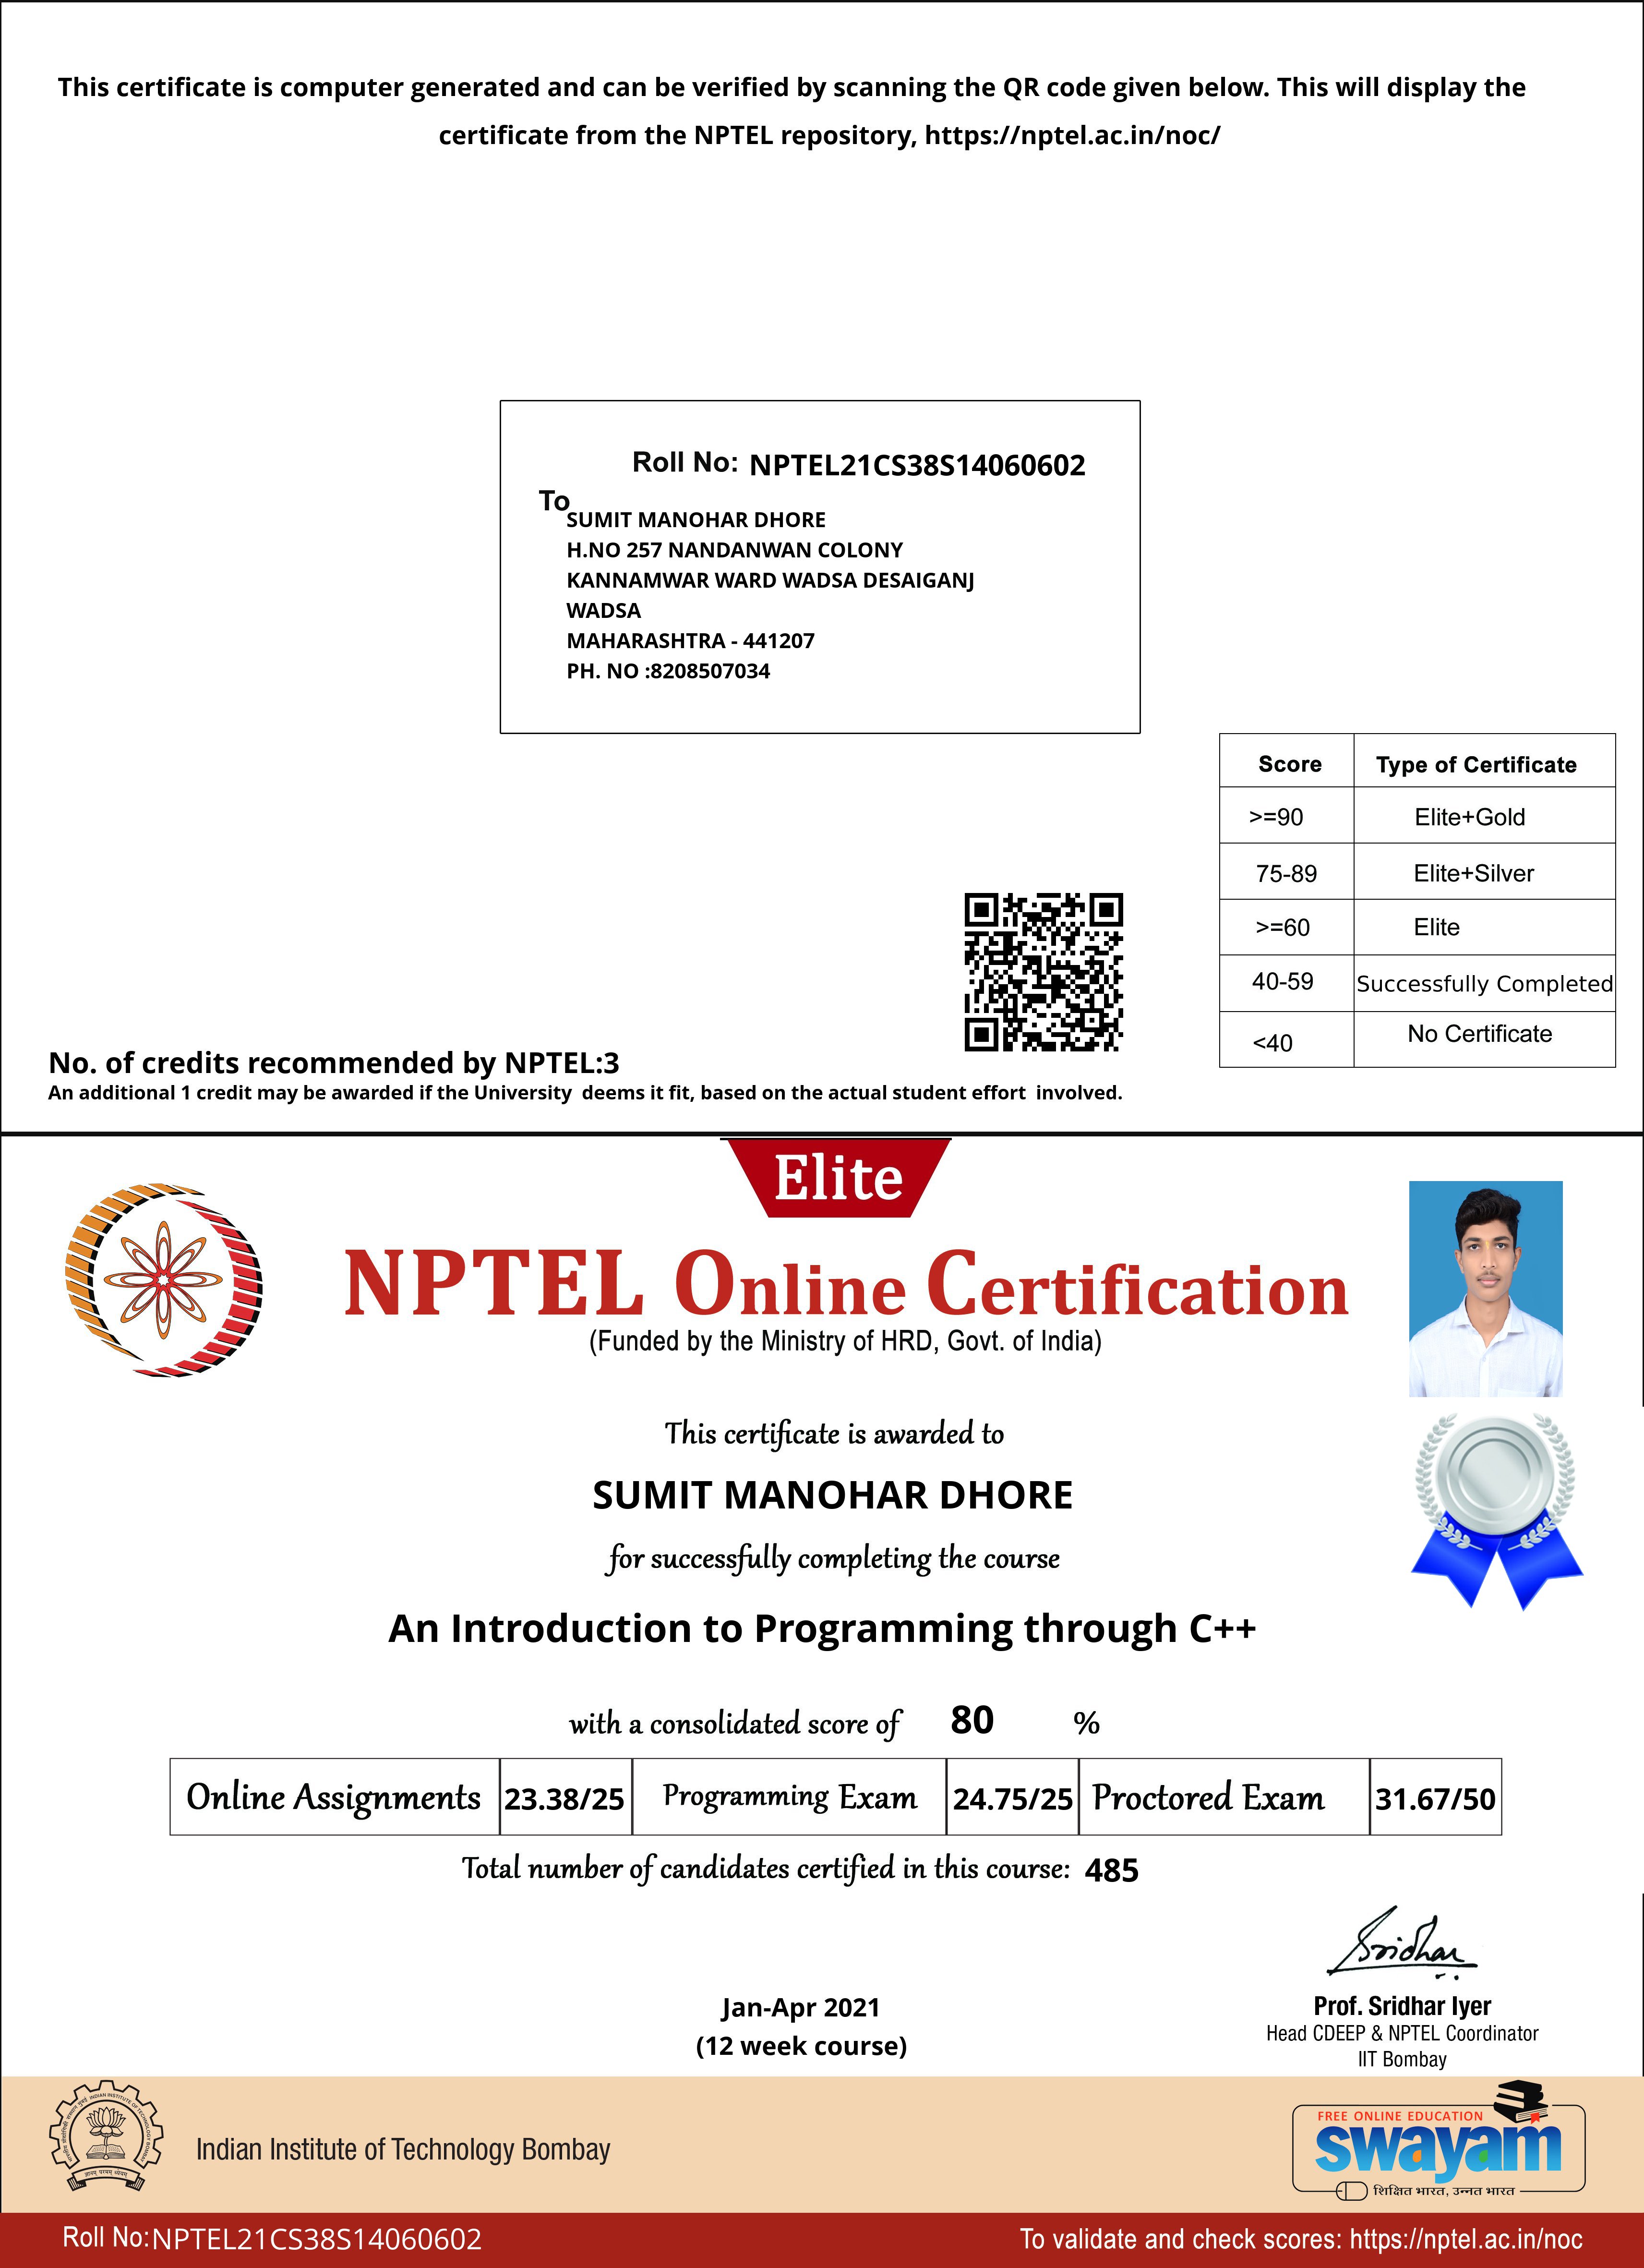 This certificate is computer generated and can be verified by scanning the QR code given below. This will display the
certificate from the NPTEL repository, https://nptel.ac.in/noc/
Roll No: NPTEL21CS38S14060602
To
SUMIT MANOHAR DHORE
H.NO 257 NANDANWAN COLONY
KANNAMWAR WARD WADSA DESAIGANJ
WADSA
MAHARASHTRA - 441207
PH. NO :8208507034
Score Type of Certificate
>=90 Elite+Gold
75-89 Elite+Silver
>=60 Elite
40-59 Successfully Completed
<40 No Certificate
No. of credits recommended by NPTEL:3
An additional 1 credit may be awarded if the University deems it fit, based on the actual student effort involved.
Elite
NPTEL Online Certification
(Funded by the Ministry of HRD, Govt. of India)
This certificate is awarded to
SUMIT MANOHAR DHORE
for successfully completing the course
An Introduction to Programming through C++
with a consolidated score of 80 %
Online Assignments 23.38/25 Programming Exam 24.75/25 Proctored Exam 31.67/50
Total number of candidates certified in this course: 485
Sridhar
Jan-Apr 2021
(12 week course)
Prof. Sridhar Iyer
Head CDEEP & NPTEL Coordinator
IIT Bombay
INDIAN INSTITUTE OF TECHNOLOGY BOMBAY
ज्ञानम् परमम् ध्येयम्
Indian Institute of Technology Bombay
FREE ONLINE EDUCATION
swayam
शिक्षित भारत, उन्नत भारत
Roll No: NPTEL21CS38S14060602
To validate and check scores: https://nptel.ac.in/noc